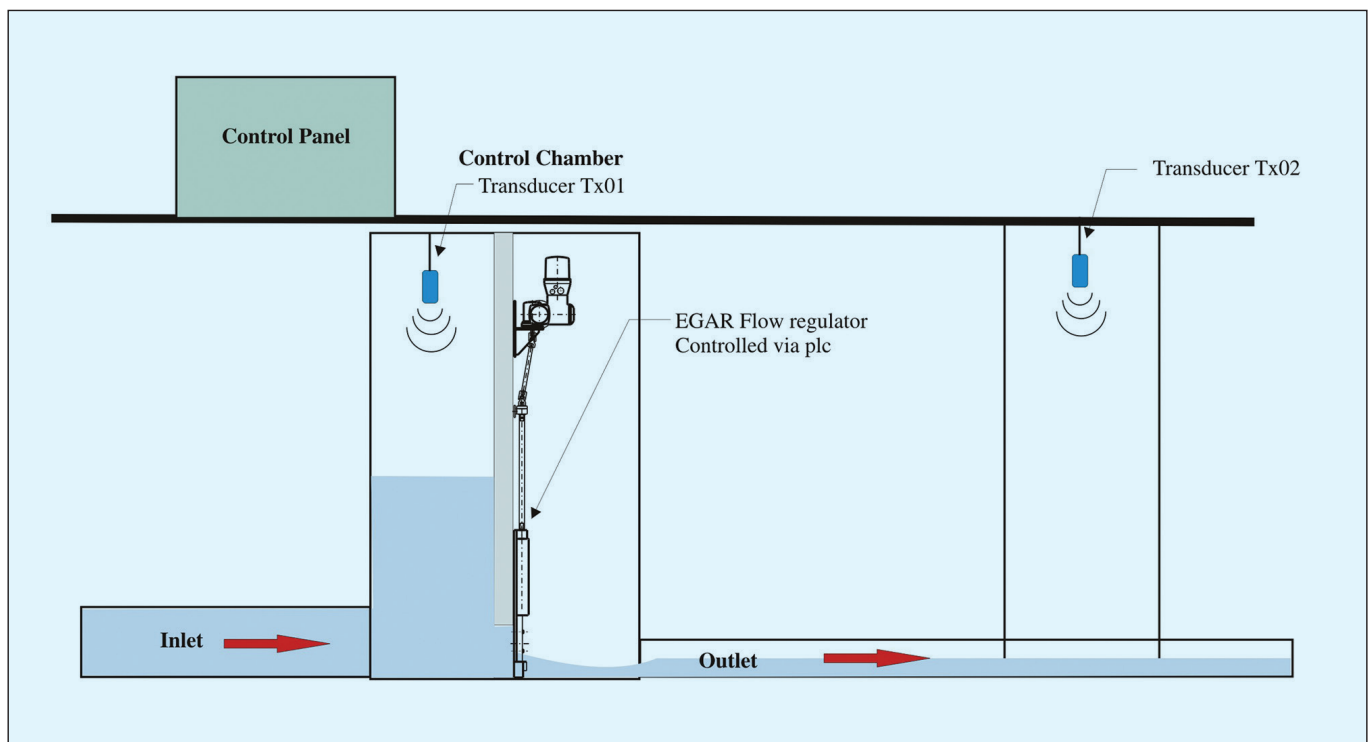 Control Panel
Control Chamber
Transducer Tx01
Transducer Tx02
EGAR Flow regulator
Controlled via plc
Inlet
Outlet